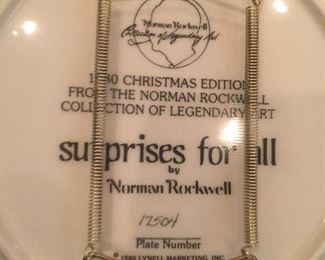 Norman Rockwell
Collection of Legendary Art
1980 CHRISTMAS EDITION
FROM THE NORMAN ROCKWELL
COLLECTION OF LEGENDARY ART
surprises for all
by
Norman Rockwell
17504
Plate Number
© 1980 LYNELL MARKETING, INC.